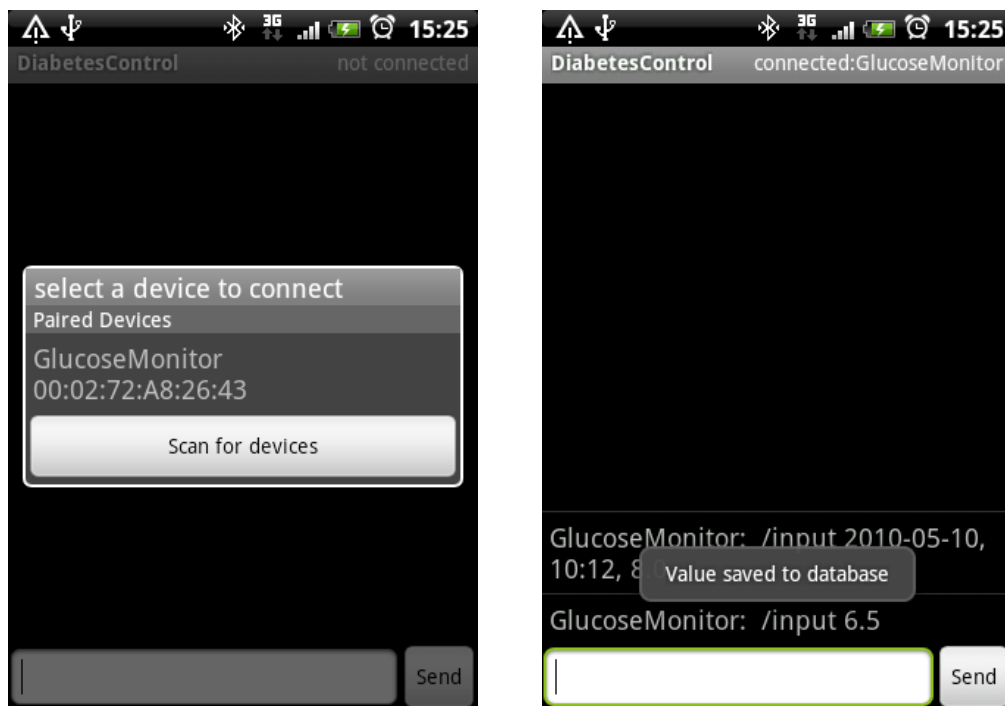 3G
15:25
DiabetesControl not connected
select a device to connect
Paired Devices
GlucoseMonitor
00:02:72:A8:26:43
Scan for devices
Send
3G
15:25
DiabetesControl connected:GlucoseMonitor
GlucoseMonitor: /input 2010-05-10,
10:12,
Value saved to database
GlucoseMonitor: /input 6.5
Send